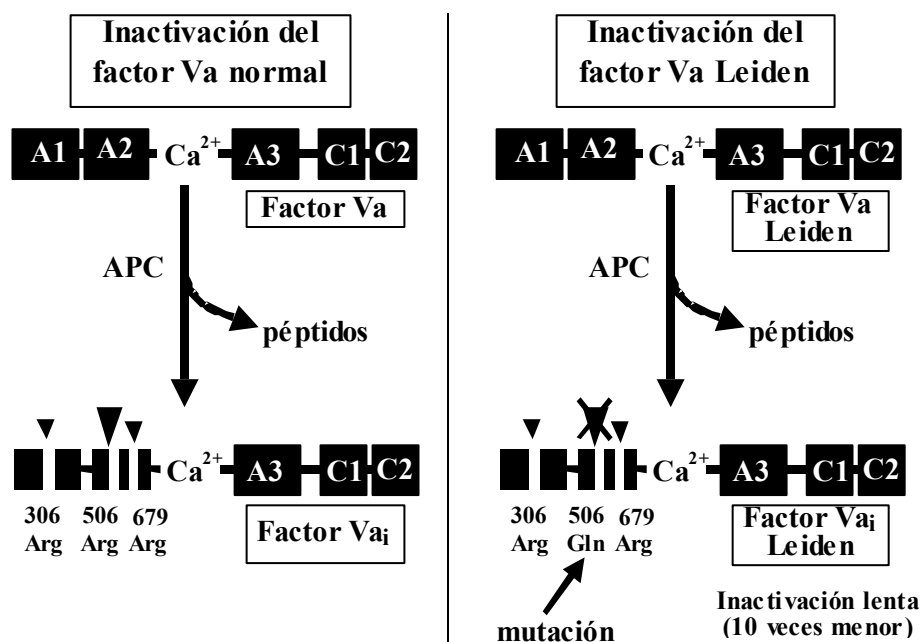 Inactivación del
factor Va normal
A1 A2 Ca²⁺ A3 C1 C2
Factor Va
APC
péptidos
Ca²⁺ A3 C1 C2
306 506 679
Arg Arg Arg
Factor Vaᵢ
Inactivación del
factor Va Leiden
A1 A2 Ca²⁺ A3 C1 C2
Factor Va
Leiden
APC
péptidos
Ca²⁺ A3 C1 C2
306 506 679
Arg Gln Arg
Factor Vaᵢ
Leiden
mutación
Inactivación lenta
(10 veces menor)